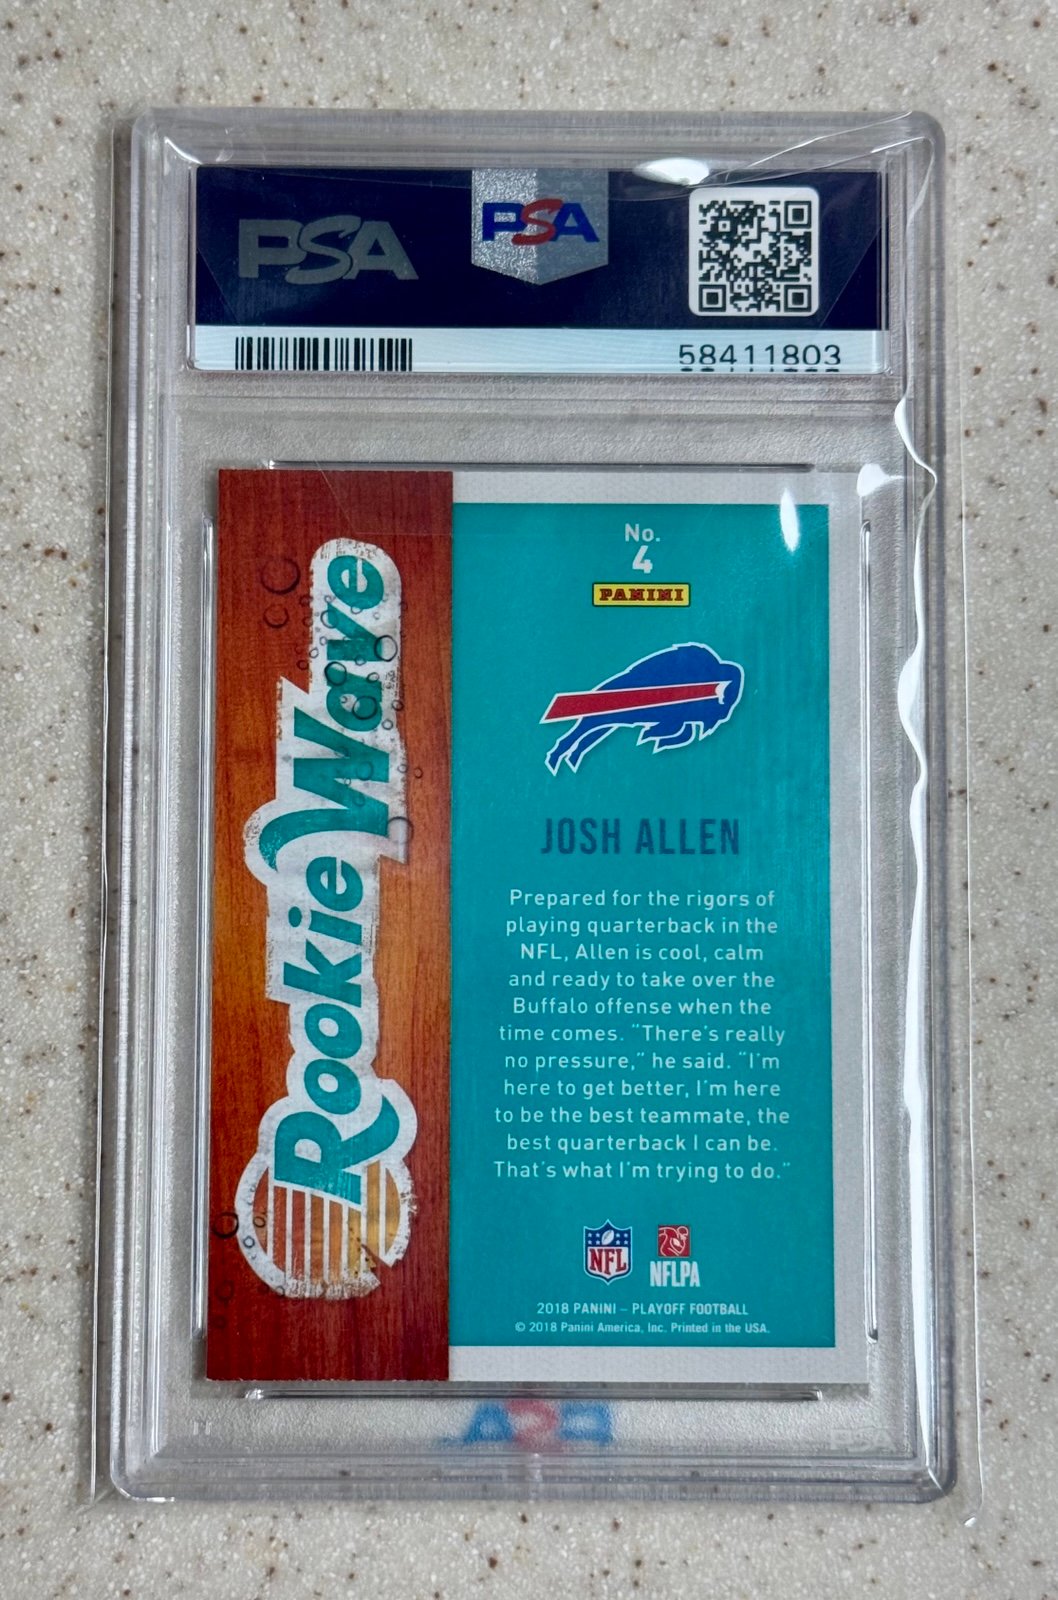 PSA
PSA
58411803
Rookie Wave
No.
4
PANINI
JOSH ALLEN
Prepared for the rigors of
playing quarterback in the
NFL, Allen is cool, calm
and ready to take over the
Buffalo offense when the
time comes. “There’s really
no pressure,” he said. “I’m
here to get better, I’m here
to be the best teammate, the
best quarterback I can be.
That’s what I’m trying to do.”
NFL
NFLPA
2018 PANINI – PLAYOFF FOOTBALL
© 2018 Panini America, Inc. Printed in the USA.
PSA
PSA